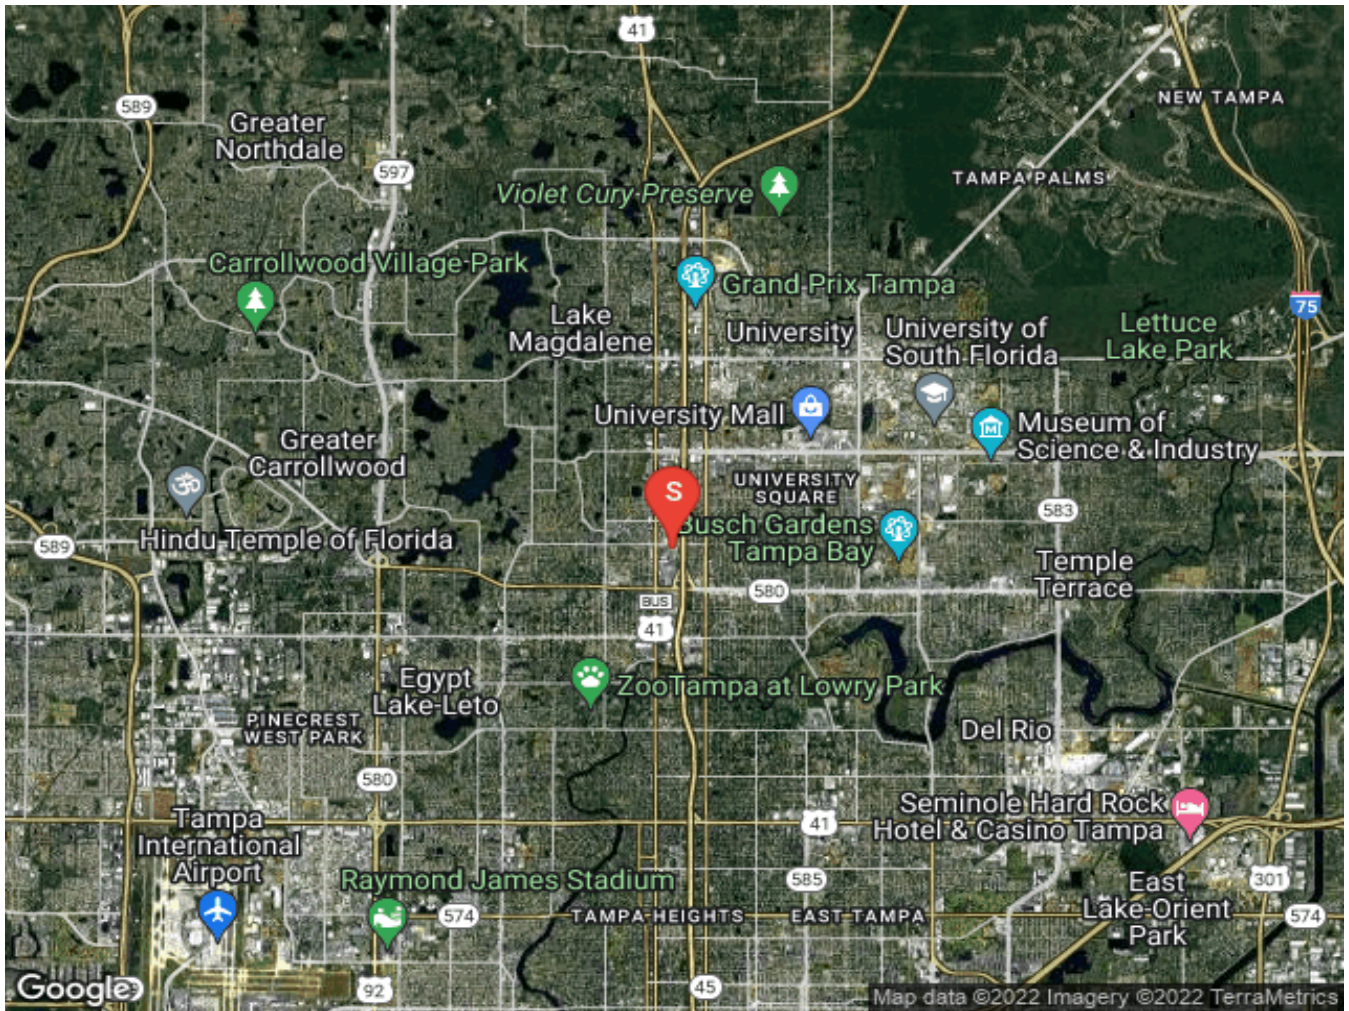 41
589
NEW TAMPA
Greater
Northdale
597
TAMPA PALMS
Violet Cury Preserve
Carrollwood Village Park
Grand Prix Tampa
75
Lake
Magdalene
University
University of
South Florida
Lettuce
Lake Park
University Mall
Museum of
Science & Industry
Greater
Carrollwood
S
UNIVERSITY
SQUARE
583
Busch Gardens
Tampa Bay
Hindu Temple of Florida
589
Temple
Terrace
580
BUS
41
Egypt
Lake-Leto
ZooTampa at Lowry Park
PINECREST
WEST PARK
Del Rio
580
Seminole Hard Rock
Hotel & Casino Tampa
41
Tampa
International
Airport
Raymond James Stadium
585
301
East
Lake-Orient
Park
574
TAMPA HEIGHTS
EAST TAMPA
574
Google
92
45
Map data ©2022 Imagery ©2022 TerraMetrics